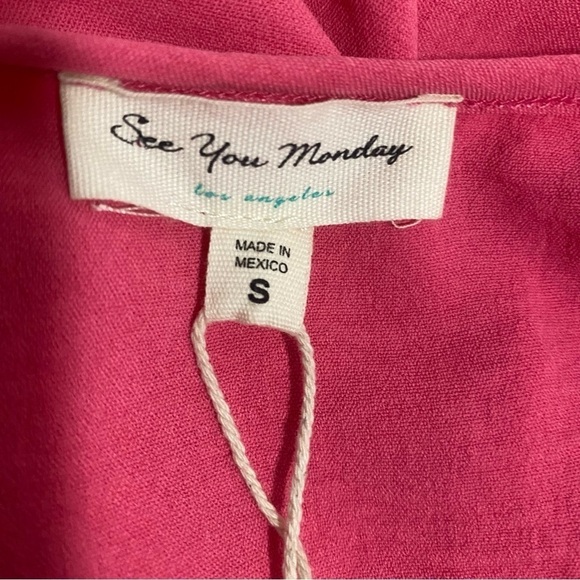 See You Monday
los angeles
MADE IN
MEXICO
S